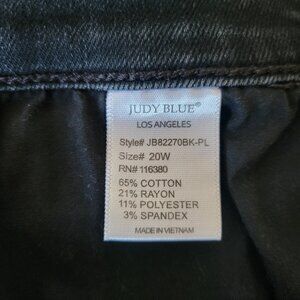 JUDY BLUE®
LOS ANGELES
Style# JB82270BK-PL
Size# 20W
RN# 116380
65% COTTON
21% RAYON
11% POLYESTER
3% SPANDEX
MADE IN VIETNAM